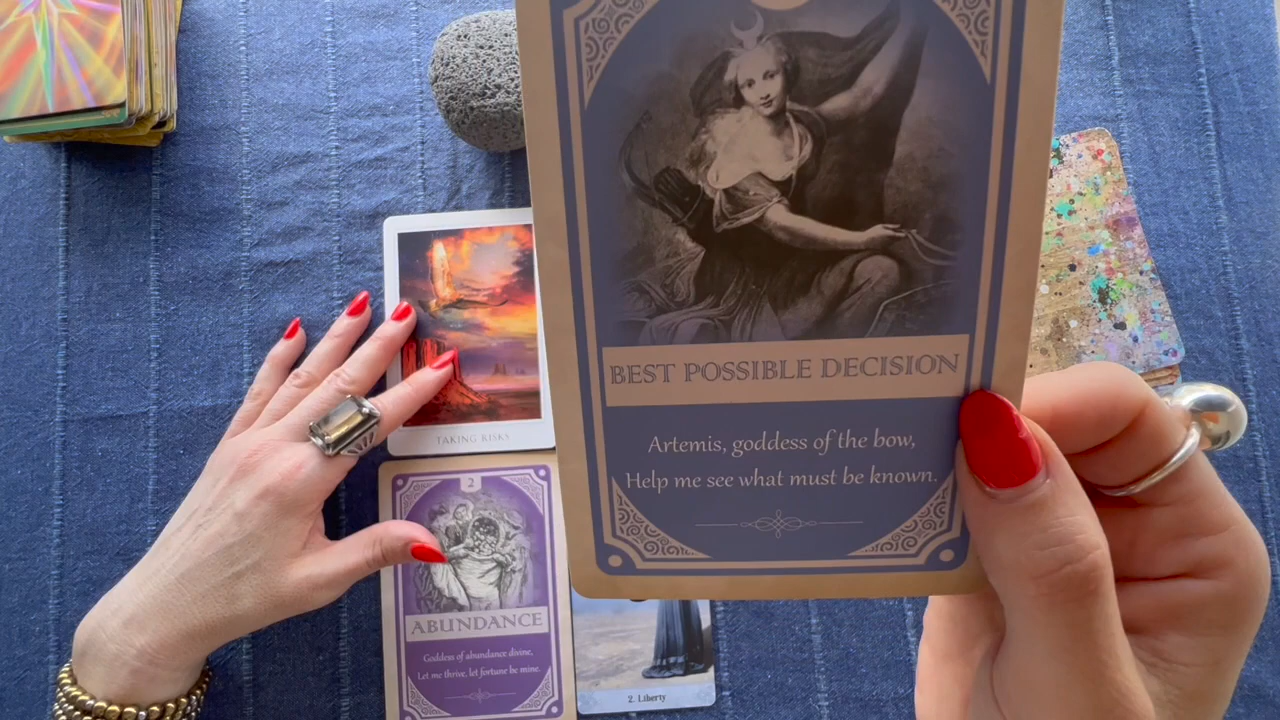 BEST POSSIBLE DECISION
Artemis, goddess of the bow,
Help me see what must be known.
TAKING RISKS
2
ABUNDANCE
Goddess of abundance divine,
Let me thrive, let fortune be mine.
2. Liberty